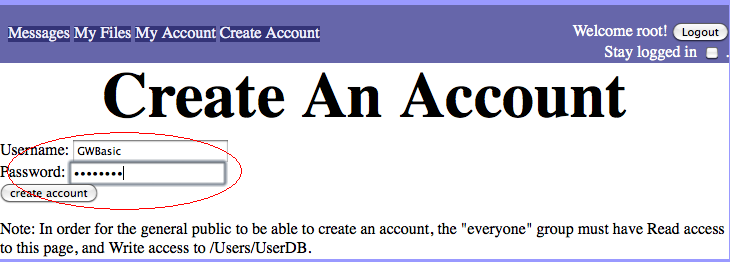 Messages My Files My Account Create Account
Welcome root! Logout
Stay logged in .
Create An Account
Username: GWBasic
Password: ••••••••
create account
Note: In order for the general public to be able to create an account, the "everyone" group must have Read access
to this page, and Write access to /Users/UserDB.